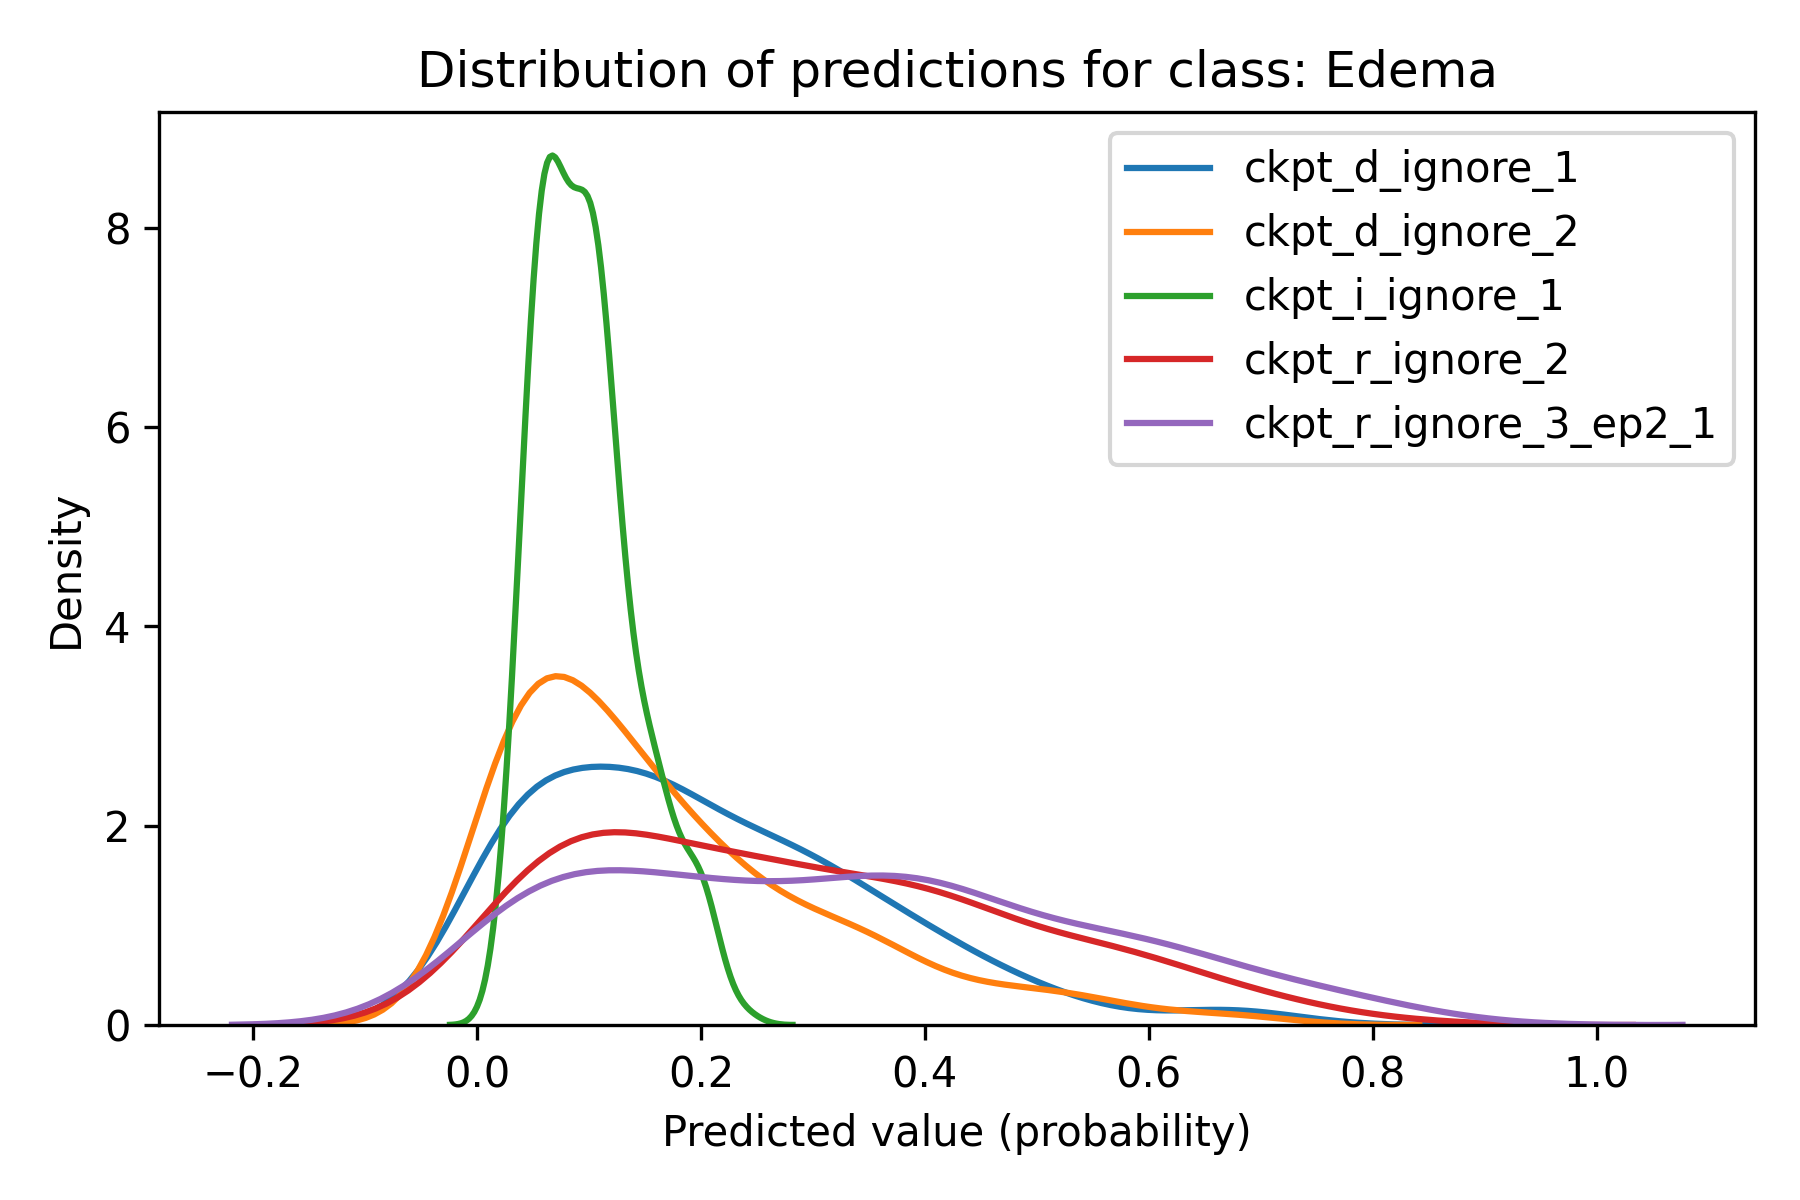 Distribution of predictions for class: Edema
ckpt_d_ignore_1
ckpt_d_ignore_2
ckpt_i_ignore_1
ckpt_r_ignore_2
ckpt_r_ignore_3_ep2_1
Density
8
6
4
2
0
−0.2 0.0 0.2 0.4 0.6 0.8 1.0
Predicted value (probability)